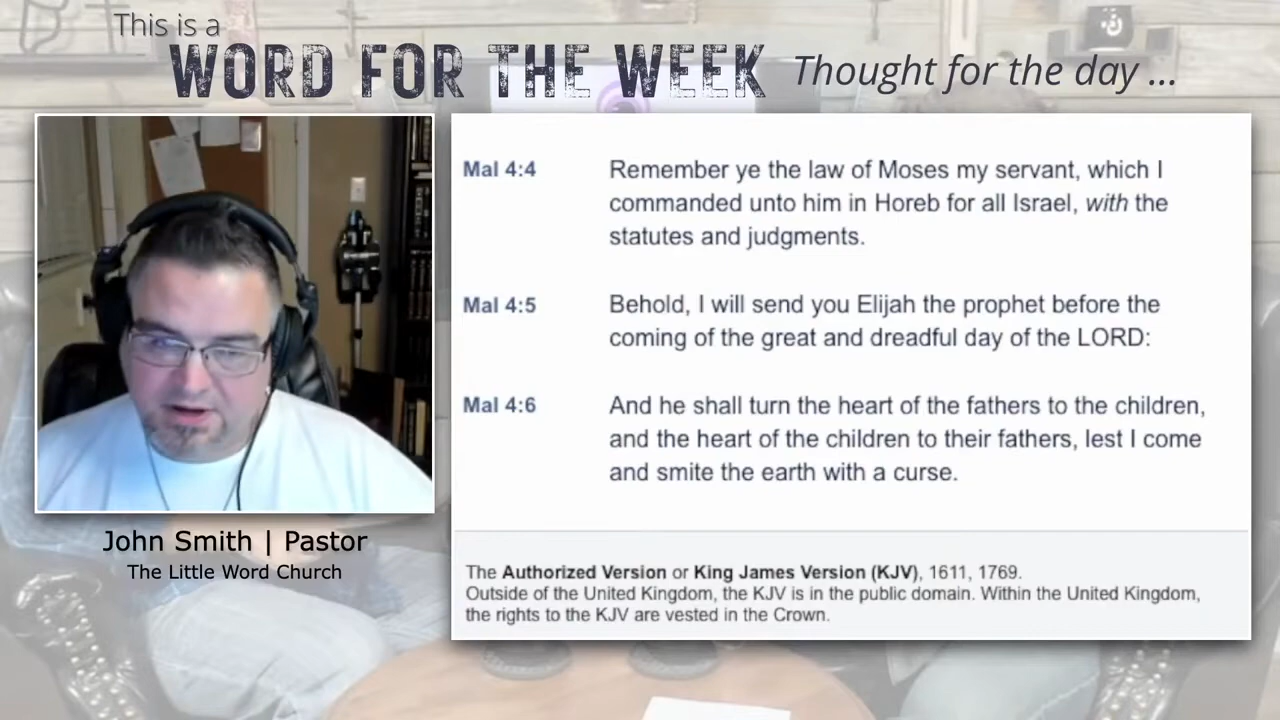 This is a
WORD FOR THE WEEK
Thought for the day ...
Mal 4:4
Remember ye the law of Moses my servant, which I
commanded unto him in Horeb for all Israel, with the
statutes and judgments.
Mal 4:5
Behold, I will send you Elijah the prophet before the
coming of the great and dreadful day of the LORD:
Mal 4:6
And he shall turn the heart of the fathers to the children,
and the heart of the children to their fathers, lest I come
and smite the earth with a curse.
The Authorized Version or King James Version (KJV), 1611, 1769.
Outside of the United Kingdom, the KJV is in the public domain. Within the United Kingdom,
the rights to the KJV are vested in the Crown.
John Smith | Pastor
The Little Word Church